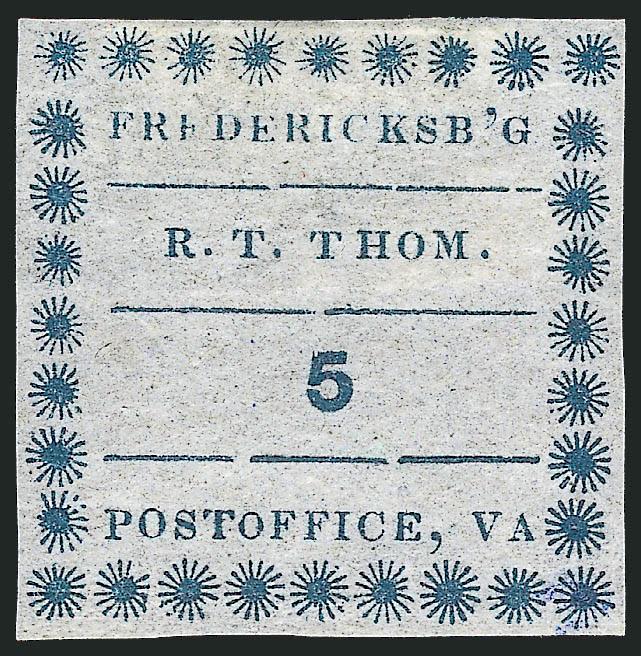 FREDERICKSB'G
R. T. THOM.
5
POSTOFFICE, VA